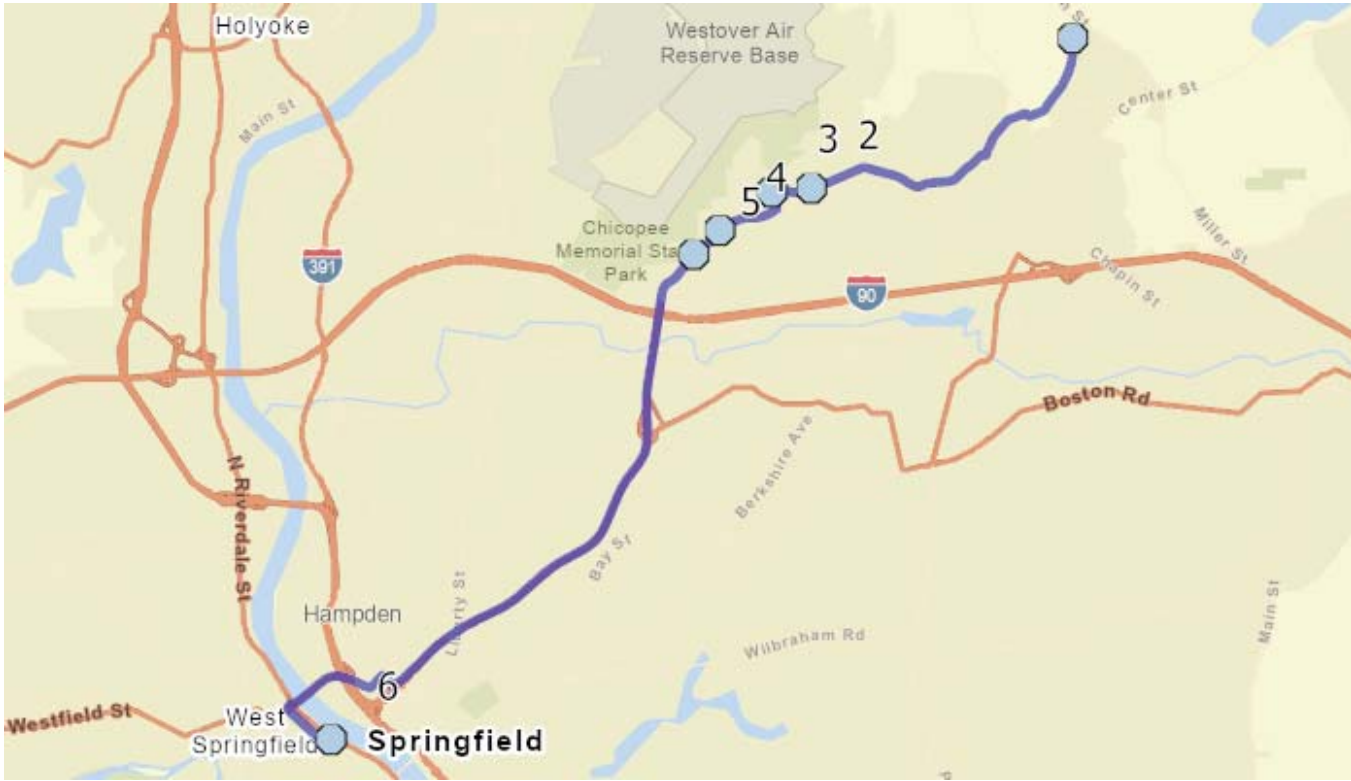 Holyoke
Westover Air
Reserve Base
Center St
Main St
3 2
4
5
Chicopee
Memorial Sta
Park
Miller St
Chapin St
391
90
Boston Rd
N Riverdale St
Berkshire Ave
Bay St
Liberty St
Hampden
Main St
Wilbraham Rd
6
Westfield St
West
Springfield
Springfield